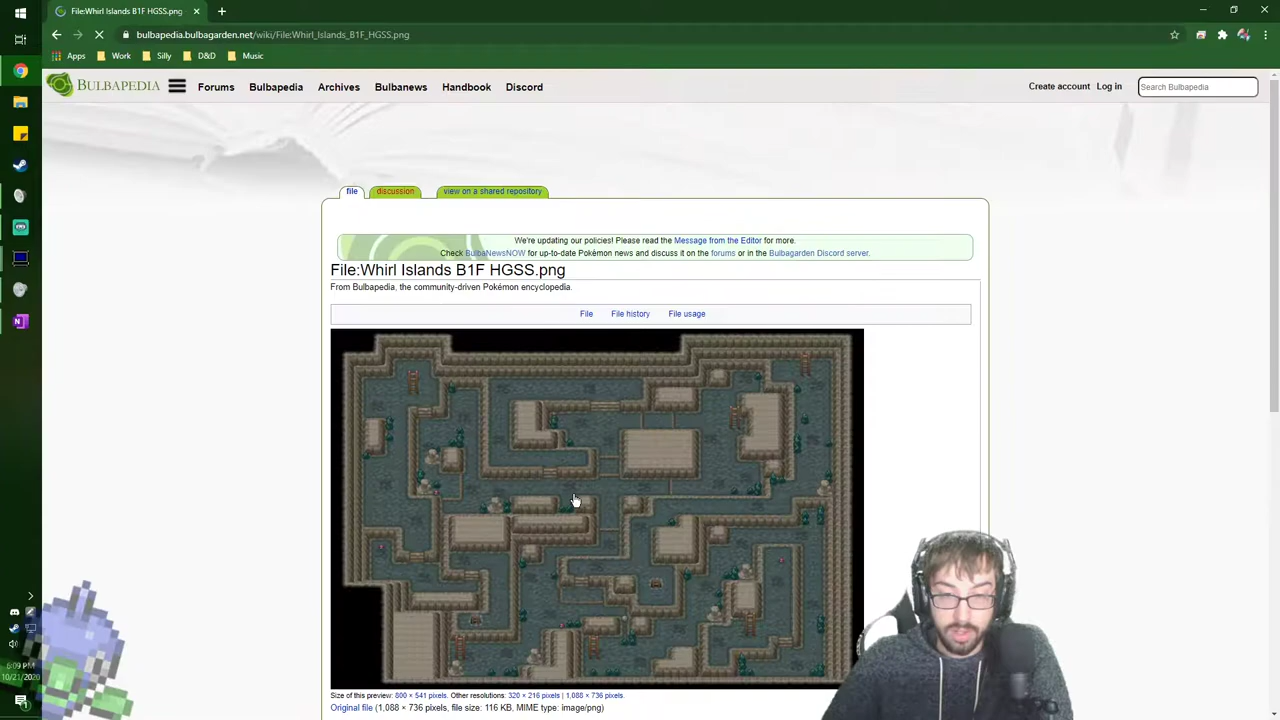 File:Whirl Islands B1F HGSS.png
bulbapedia.bulbagarden.net/wiki/File:Whirl_Islands_B1F_HGSS.png
Apps Work Silly D&D Music
BULBAPEDIA Forums Bulbapedia Archives Bulbanews Handbook Discord Create account Log in Search Bulbapedia
file discussion view on a shared repository
We're updating our policies! Please read the Message from the Editor for more.
Check BulbaNewsNOW for up-to-date Pokémon news and discuss it on the forums or in the Bulbagarden Discord server.
File:Whirl Islands B1F HGSS.png
From Bulbapedia, the community-driven Pokémon encyclopedia.
File File history File usage
Size of this preview: 800 × 541 pixels. Other resolutions: 320 × 216 pixels | 1,088 × 736 pixels.
Original file (1,088 × 736 pixels, file size: 116 KB, MIME type: image/png)
6:09 PM
10/21/2020